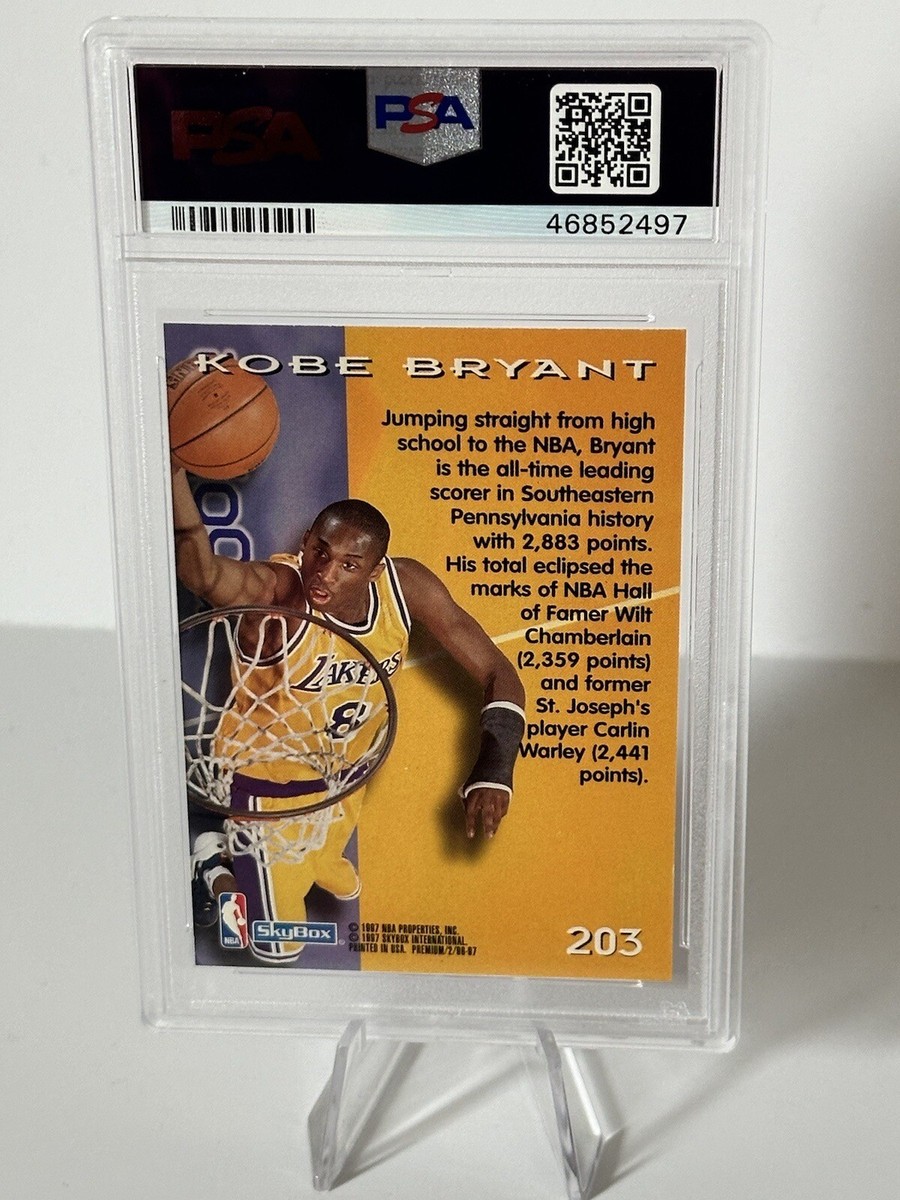 PSA
PSA
46852497
KOBE BRYANT
Jumping straight from high
school to the NBA, Bryant
is the all-time leading
scorer in Southeastern
Pennsylvania history
with 2,883 points.
His total eclipsed the
marks of NBA Hall
of Famer Wilt
Chamberlain
(2,359 points)
and former
St. Joseph's
player Carlin
Warley (2,441
points).
LAKERS
8
NBA
SkyBox
© 1997 NBA PROPERTIES, INC.
© 1997 SKYBOX INTERNATIONAL.
PRINTED IN USA. PREMIUM/2/96-97
203